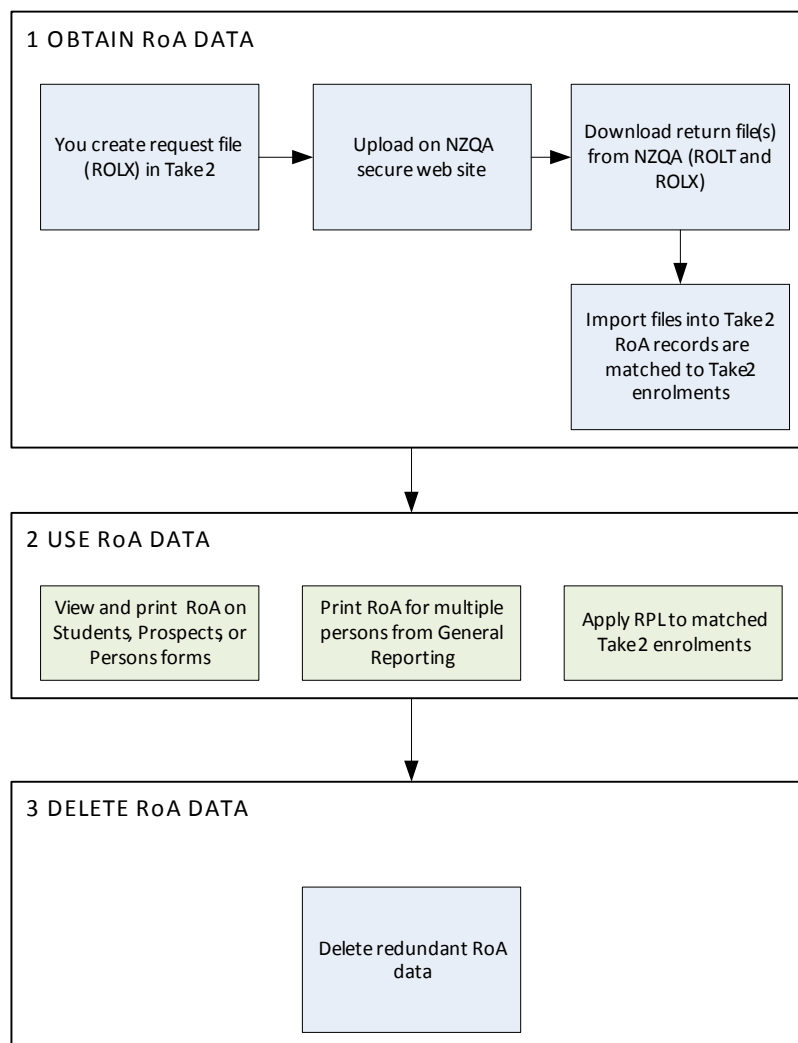 1 OBTAIN RoA DATA
You create request file
(ROLX) in Take2
Upload on NZQA
secure web site
Download return file(s)
from NZQA (ROLT and
ROLX)
Import files into Take2
RoA records are
matched to Take2
enrolments
2 USE RoA DATA
View and print RoA on
Students, Prospects, or
Persons forms
Print RoA for multiple
persons from General
Reporting
Apply RPL to matched
Take2 enrolments
3 DELETE RoA DATA
Delete redundant RoA
data